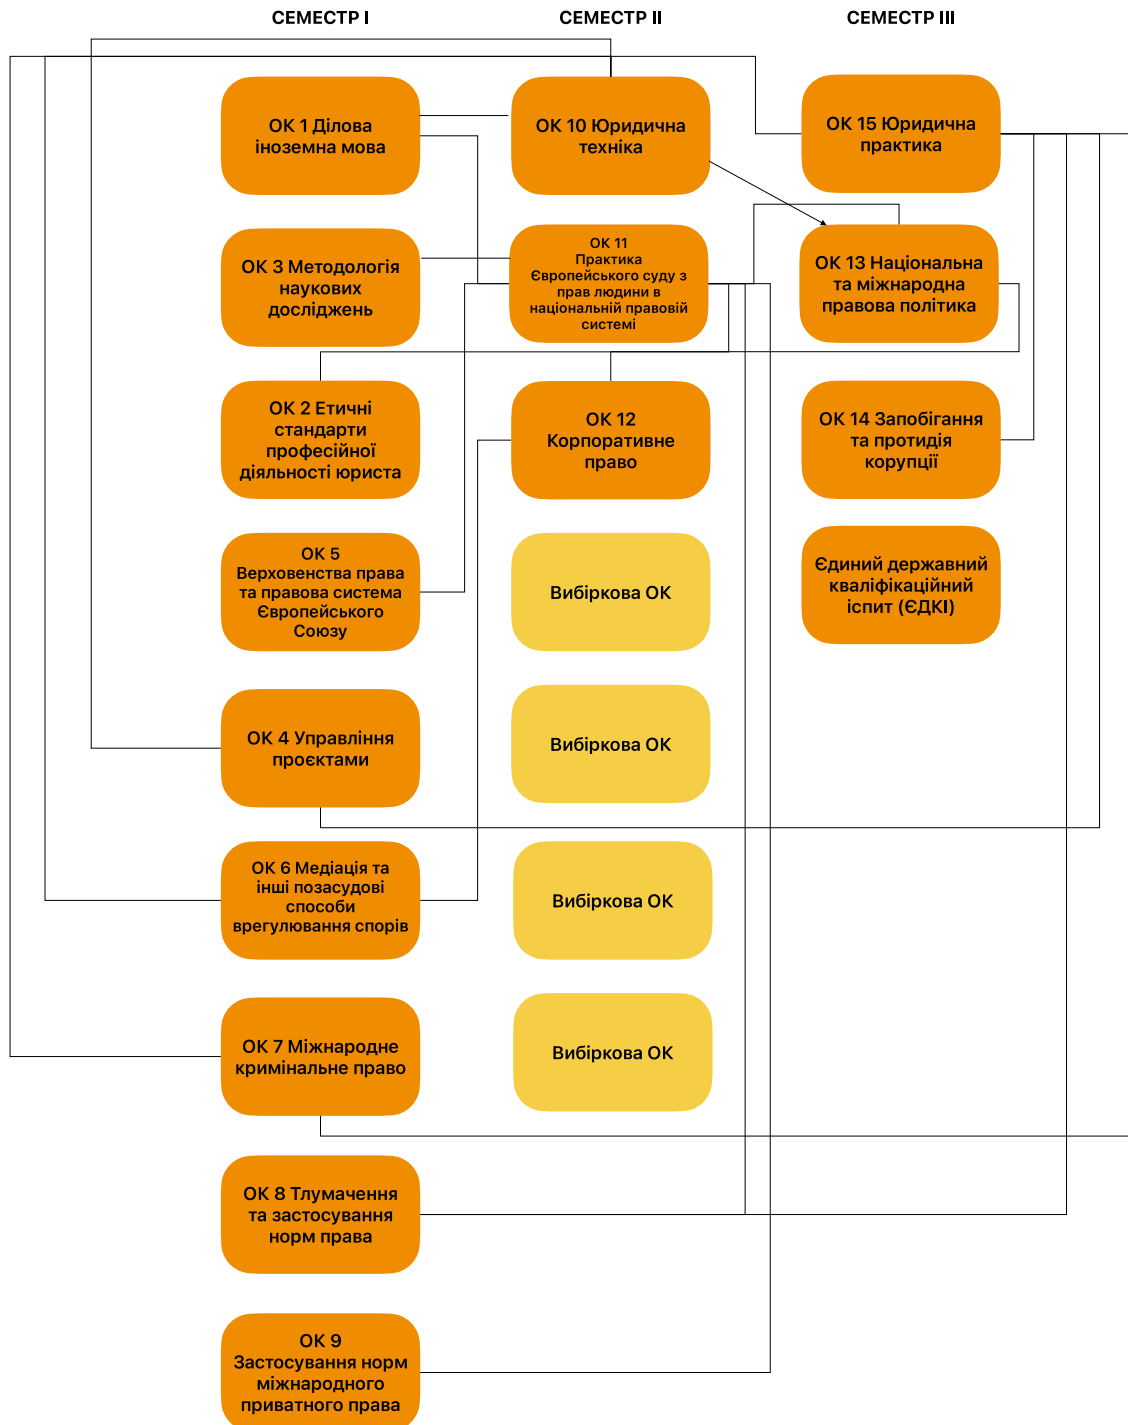 СЕМЕСТР I
СЕМЕСТР II
СЕМЕСТР III
ОК 1 Ділова
іноземна мова
ОК 10 Юридична
техніка
ОК 15 Юридична
практика
ОК 3 Методологія
наукових
досліджень
ОК 11
Практика
Європейського суду з
прав людини в
національній правовій
системі
ОК 13 Національна
та міжнародна
правова політика
ОК 2 Етичні
стандарти
професійної
діяльності юриста
ОК 12
Корпоративне
право
ОК 14 Запобігання
та протидія
корупції
ОК 5
Верховенства права
та правова система
Європейського
Союзу
Вибіркова ОК
Єдиний державний
кваліфікаційний
іспит (ЄДКІ)
ОК 4 Управління
проєктами
Вибіркова ОК
ОК 6 Медіація та
інші позасудові
способи
врегулювання спорів
Вибіркова ОК
ОК 7 Міжнародне
кримінальне право
Вибіркова ОК
ОК 8 Тлумачення
та застосування
норм права
ОК 9
Застосування норм
міжнародного
приватного права